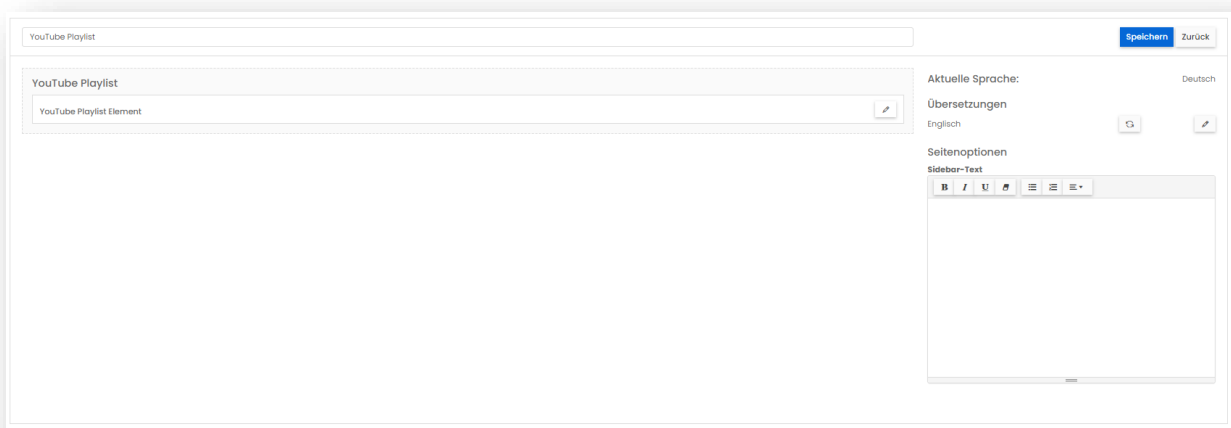 YouTube Playlist
Speichern Zurück
YouTube Playlist
YouTube Playlist Element
Aktuelle Sprache: Deutsch
Übersetzungen
Englisch
Seitenoptionen
Sidebar-Text
B I U